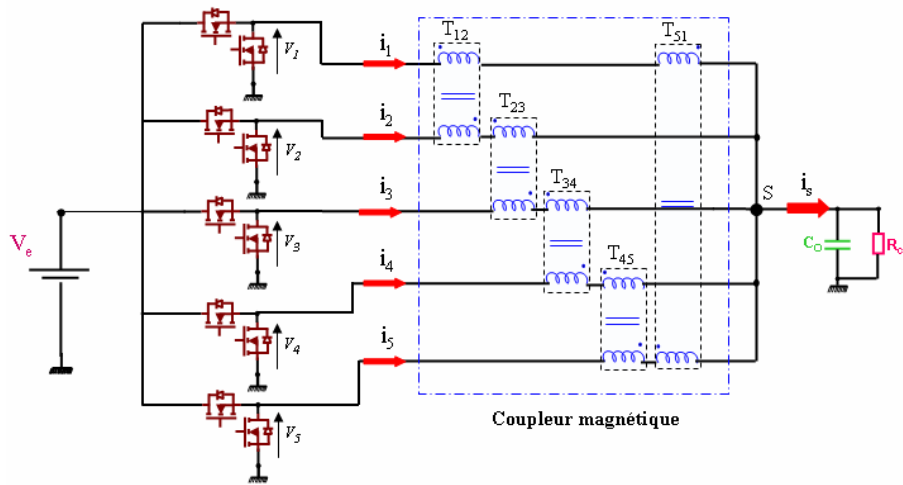 T12
T51
V1
i1
i2
T23
V2
i3
T34
S
is
V3
Ve
CO
Ro
i4
T45
V4
i5
Coupleur magnétique
V5